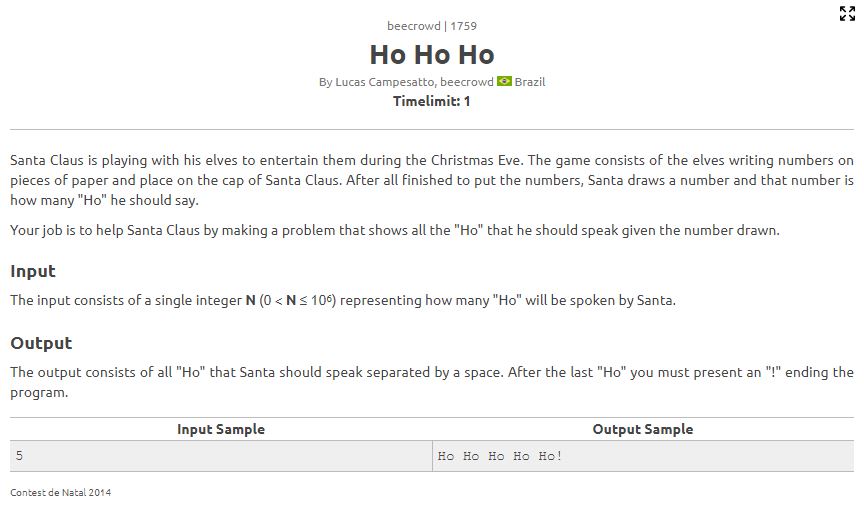 beecrowd | 1759
Ho Ho Ho
By Lucas Campesatto, beecrowd Brazil
Timelimit: 1
Santa Claus is playing with his elves to entertain them during the Christmas Eve. The game consists of the elves writing numbers on
pieces of paper and place on the cap of Santa Claus. After all finished to put the numbers, Santa draws a number and that number is
how many "Ho" he should say.
Your job is to help Santa Claus by making a problem that shows all the "Ho" that he should speak given the number drawn.
Input
The input consists of a single integer N (0 < N ≤ 10⁶) representing how many "Ho" will be spoken by Santa.
Output
The output consists of all "Ho" that Santa should speak separated by a space. After the last "Ho" you must present an "!" ending the
program.
Input Sample Output Sample
5 Ho Ho Ho Ho Ho!
Contest de Natal 2014